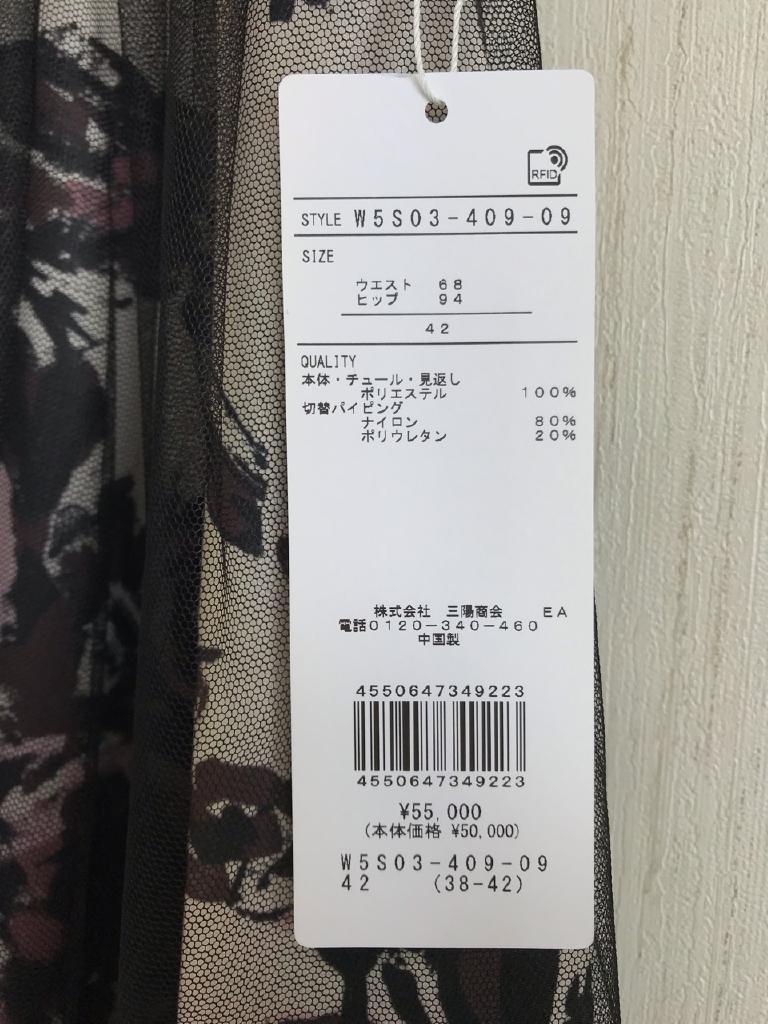 RFID
STYLE W5S03-409-09
SIZE
ウエスト 68
ヒップ 94
42
QUALITY
本体・チュール・見返し
ポリエステル 100%
切替パイピング
ナイロン 80%
ポリウレタン 20%
株式会社 三陽商会 EA
電話0120-340-460
中国製
4550647349223
4550647349223
¥55,000
(本体価格 ¥50,000)
W5S03-409-09
42 (38-42)